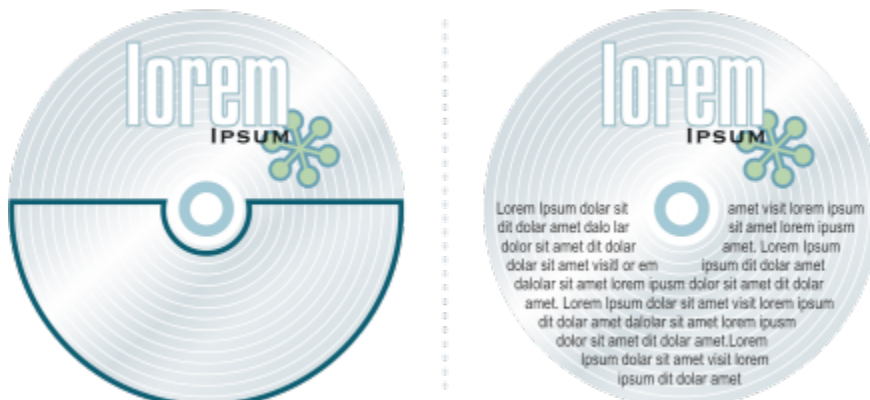 lorem
IPSUM
lorem
IPSUM
Lorem Ipsum dolar sit amet visit lorem ipsum
dit dolar amet dalo lar sit amet lorem ipusm
dolor sit amet dit dolar amet. Lorem Ipsum
dolar sit amet visitl or em ipsum dit dolar amet
dalolar sit amet lorem ipusm dolor sit amet dit dolar
amet. Lorem Ipsum dolar sit amet visit lorem ipsum
dit dolar amet dalolar sit amet lorem ipusm
dolor sit amet dit dolar amet.Lorem
Ipsum dolar sit amet visit lorem
ipsum dit dolar amet